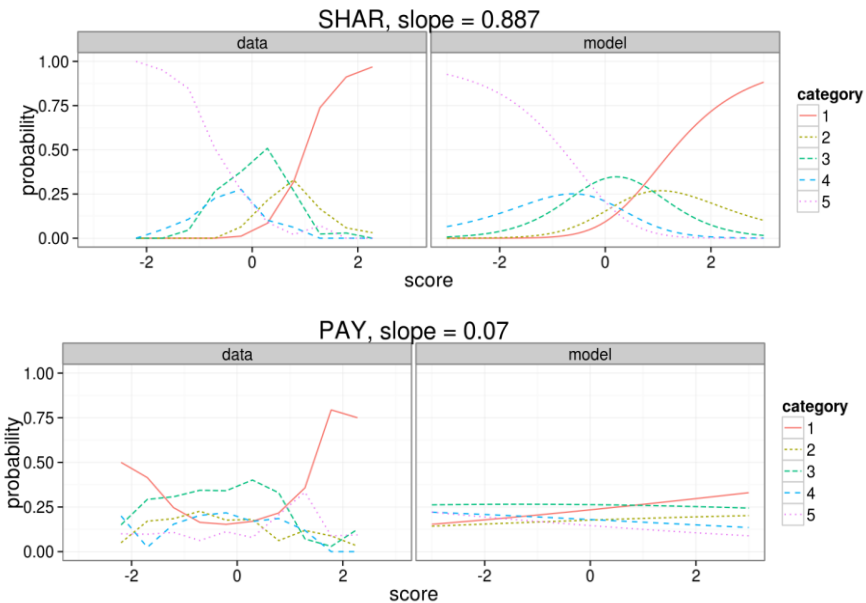 SHAR, slope = 0.887
data model
1.00
0.75
0.50
0.25
0.00
probability
-2 0 2 -2 0 2
score
category
1
2
3
4
5
PAY, slope = 0.07
data model
1.00
0.75
0.50
0.25
0.00
probability
-2 0 2 -2 0 2
score
category
1
2
3
4
5